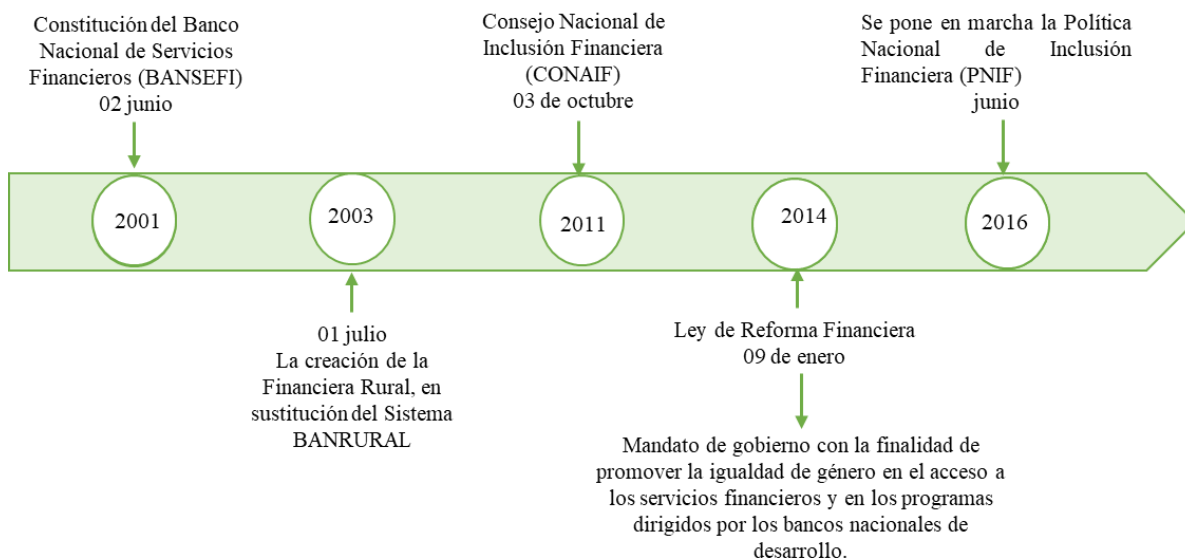 Constitución del Banco
Nacional de Servicios
Financieros (BANSEFI)
02 junio
Consejo Nacional de
Inclusión Financiera
(CONAIF)
03 de octubre
Se pone en marcha la Política
Nacional de Inclusión
Financiera (PNIF)
junio
2001
2003
2011
2014
2016
01 julio
La creación de la
Financiera Rural, en
sustitución del Sistema
BANRURAL
Ley de Reforma Financiera
09 de enero
Mandato de gobierno con la finalidad de
promover la igualdad de género en el acceso a
los servicios financieros y en los programas
dirigidos por los bancos nacionales de
desarrollo.